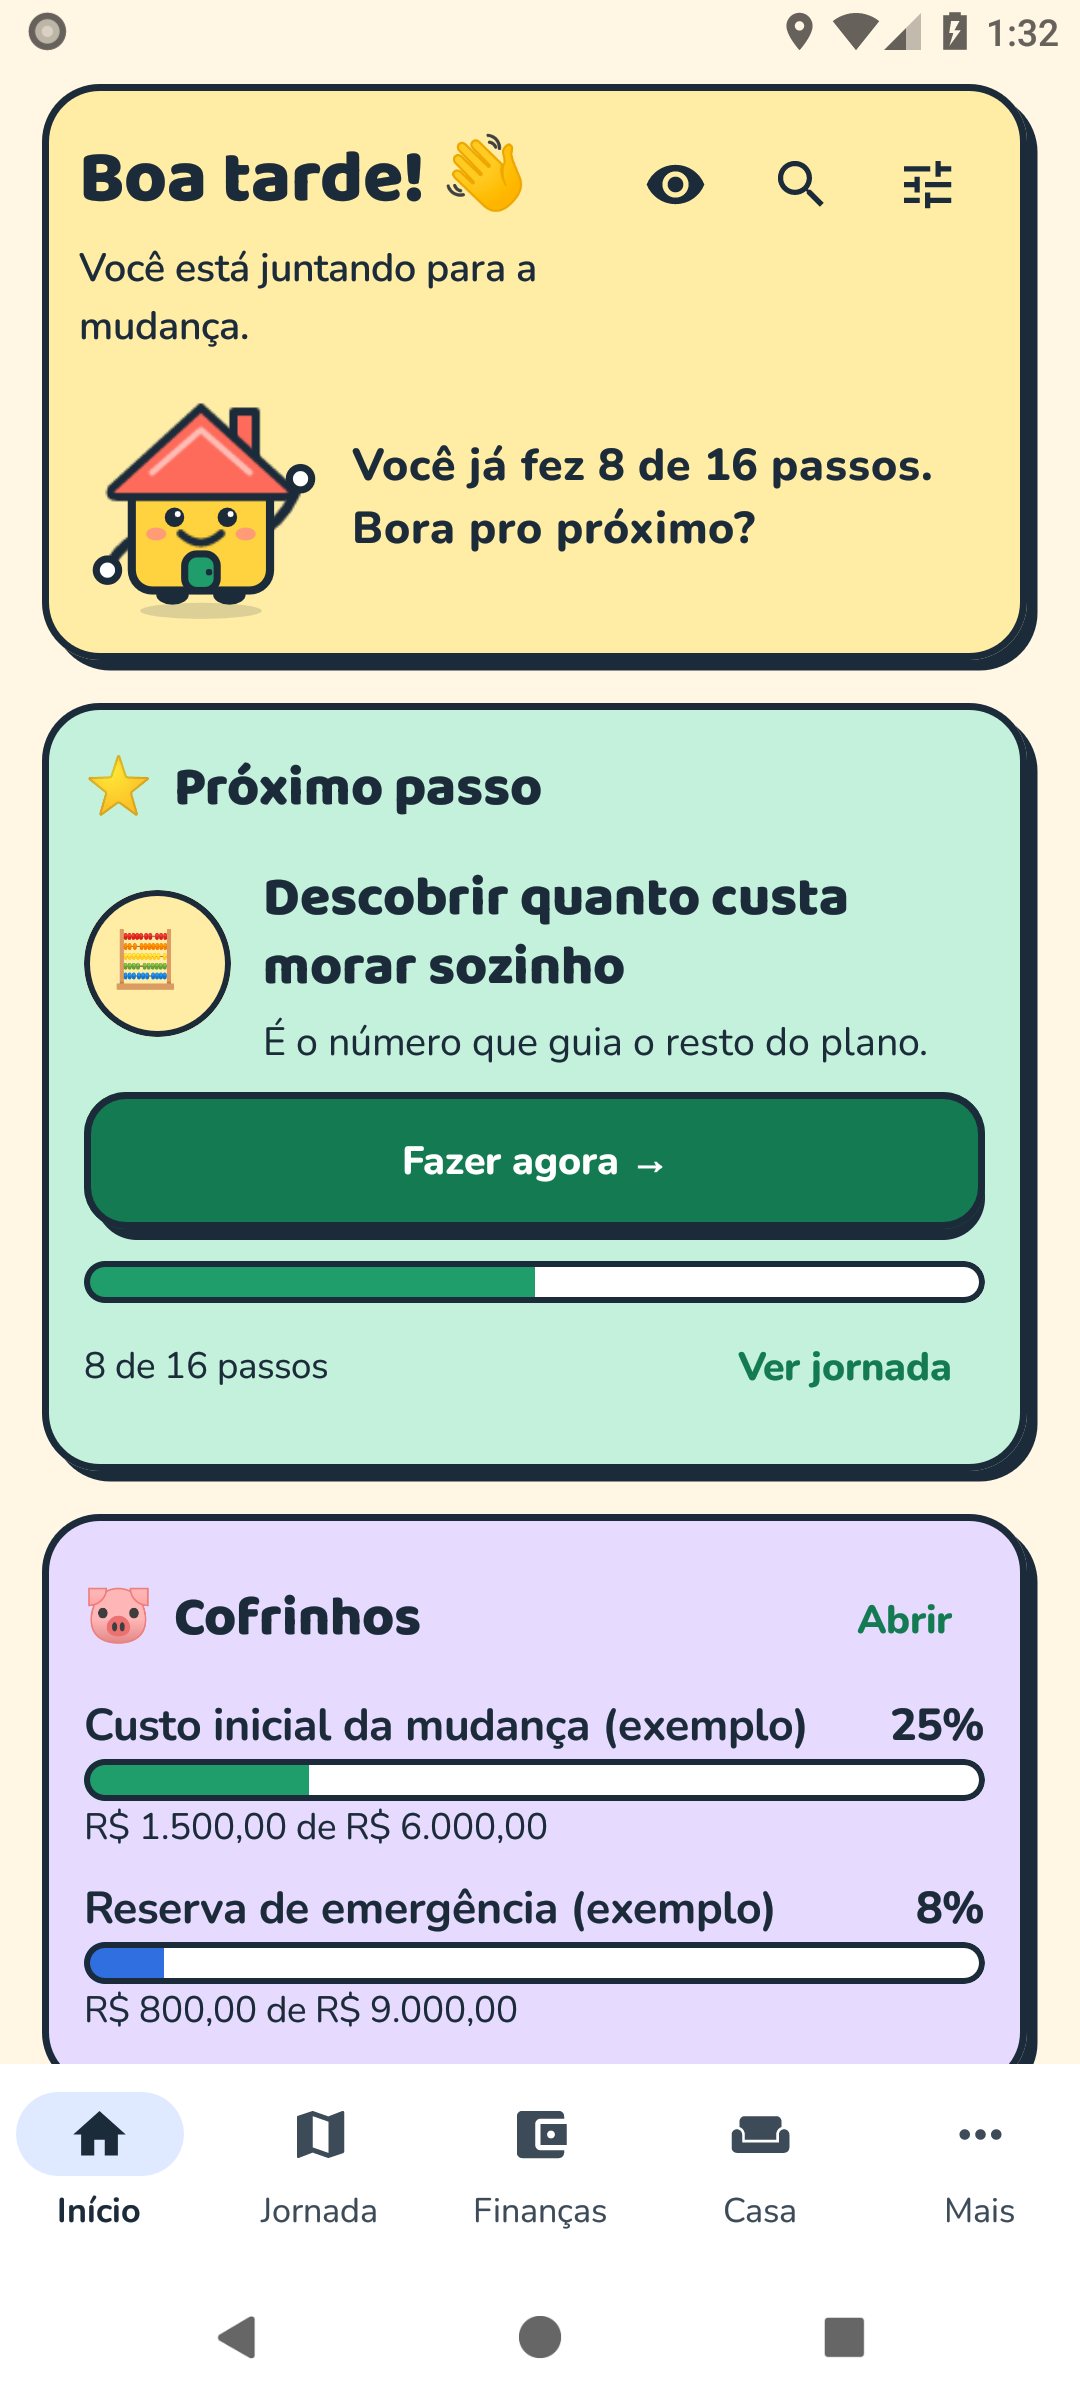 1:32
Boa tarde! 👋
Você está juntando para a
mudança.
Você já fez 8 de 16 passos.
Bora pro próximo?
Próximo passo
Descobrir quanto custa
morar sozinho
É o número que guia o resto do plano.
Fazer agora →
8 de 16 passos
Ver jornada
Cofrinhos
Abrir
Custo inicial da mudança (exemplo) 25%
R$ 1.500,00 de R$ 6.000,00
Reserva de emergência (exemplo) 8%
R$ 800,00 de R$ 9.000,00
Início
Jornada
Finanças
Casa
Mais